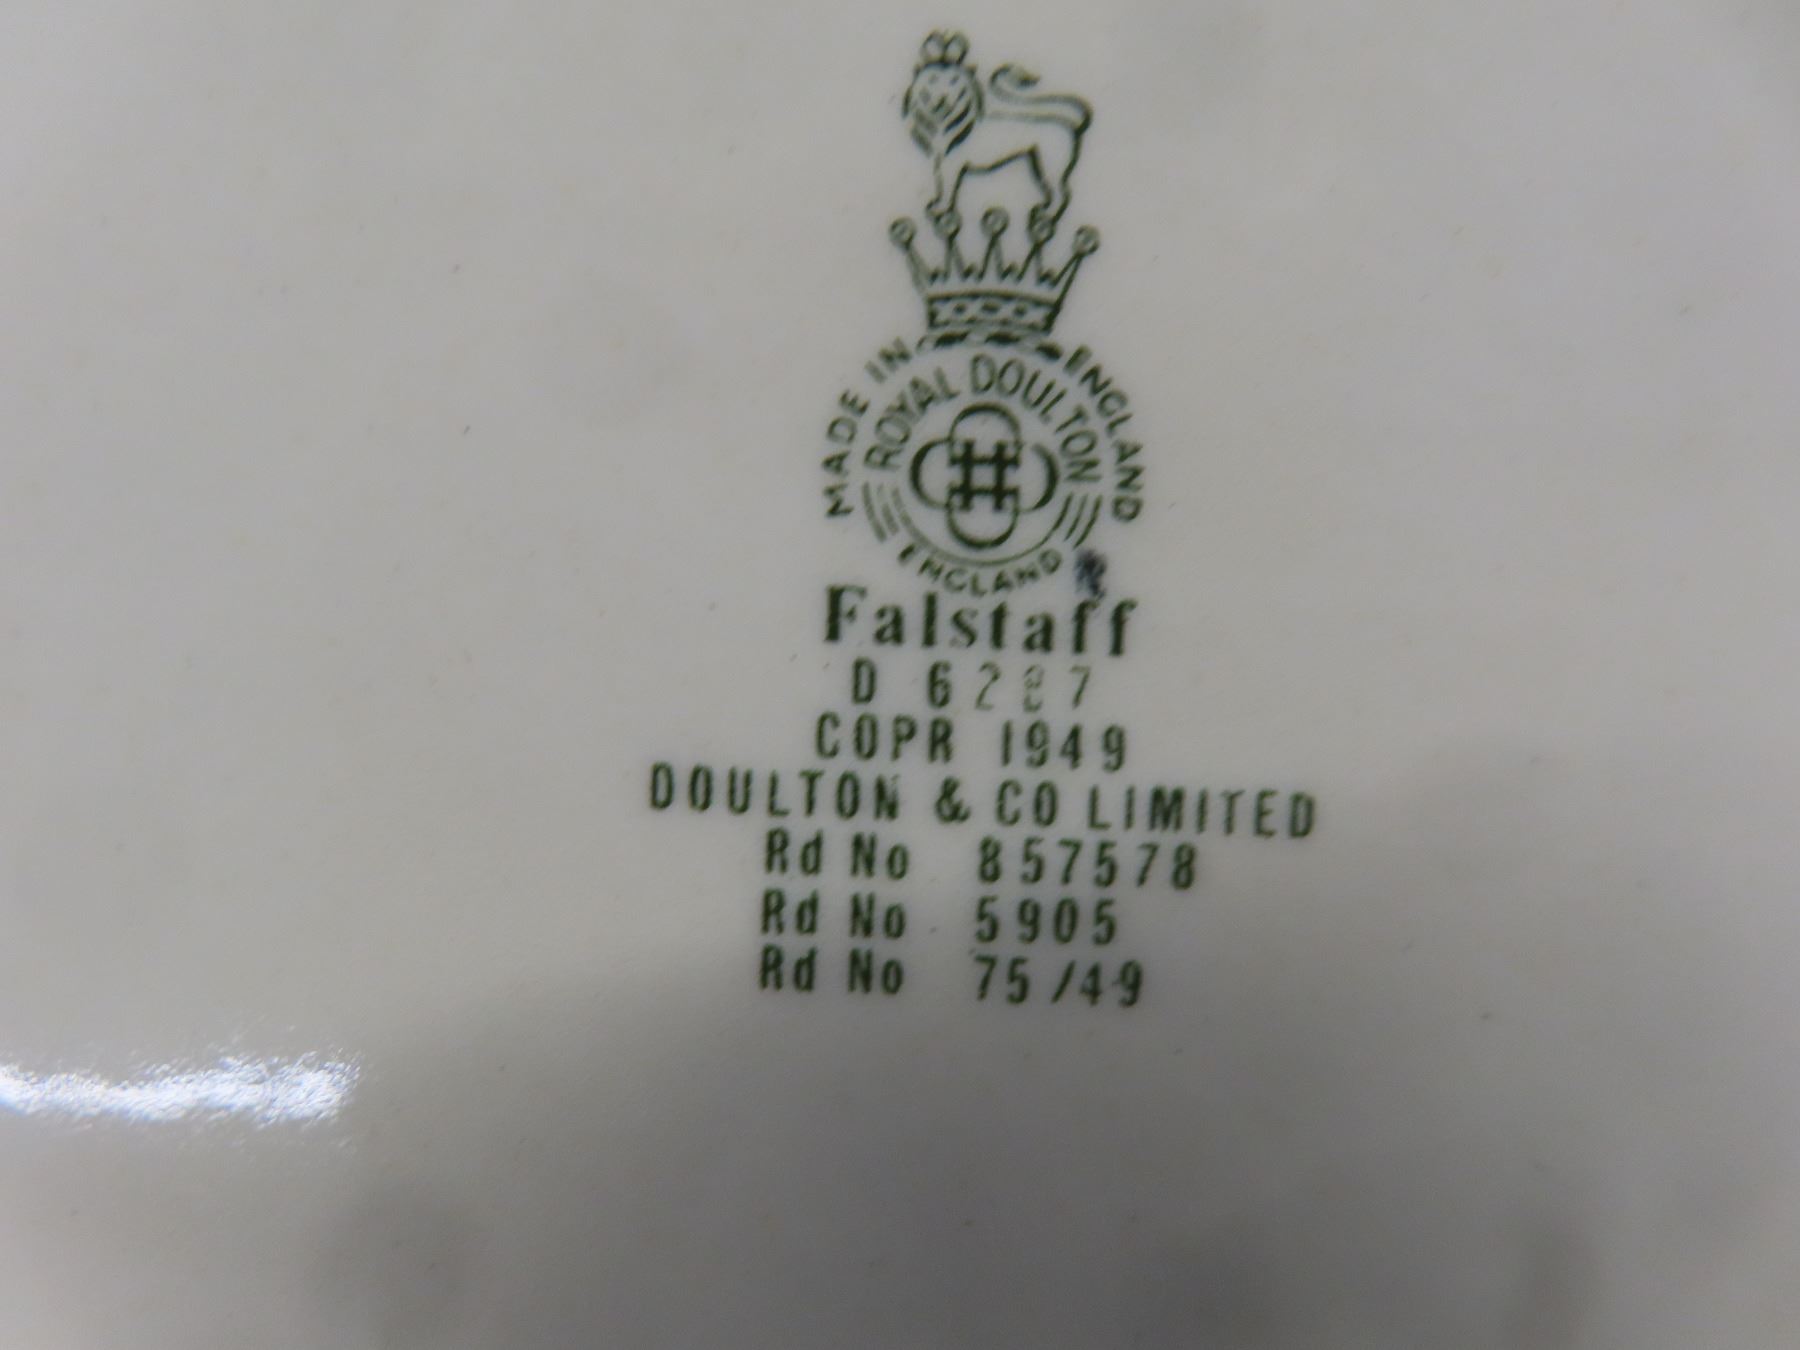 MADE IN ENGLAND
ROYAL DOULTON
ENGLAND
Falstaff
D 6287
COPR 1949
DOULTON & CO LIMITED
Rd No 857578
Rd No 5905
Rd No 75/49